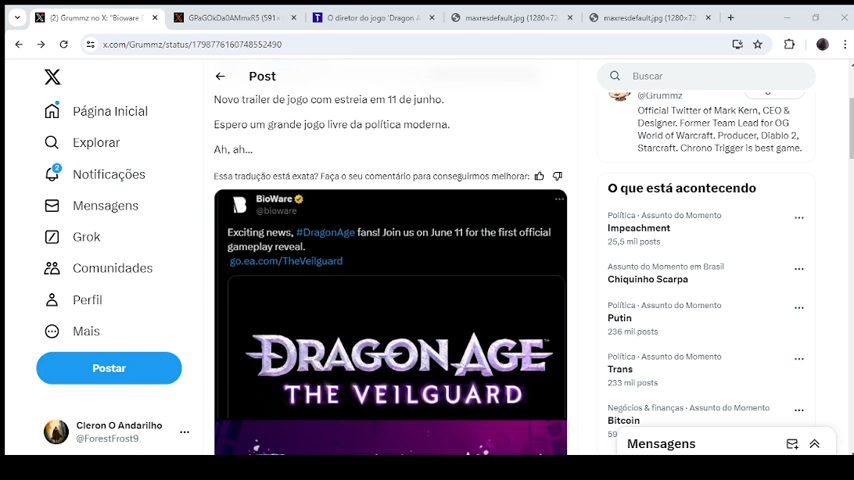 (2) Grummz no X: "Bioware D
GPaGOkDa0AMmxR5 (591×
O diretor do jogo 'Dragon A
maxresdefault.jpg (1280×72
maxresdefault.jpg (1280×72
x.com/Grummz/status/1798776160748552490
Página Inicial
Explorar
Notificações
2
Mensagens
Grok
Comunidades
Perfil
Mais
Postar
Cleron O Andarilho
@ForestFrost9
Post
Novo trailer de jogo com estreia em 11 de junho.
Espero um grande jogo livre da política moderna.
Ah, ah...
Essa tradução está exata? Faça o seu comentário para conseguirmos melhorar:
BioWare
@bioware
Exciting news, #DragonAge fans! Join us on June 11 for the first official
gameplay reveal.
go.ea.com/TheVeilguard
DRAGON AGE
THE VEILGUARD
Buscar
@Grummz
Official Twitter of Mark Kern, CEO &
Designer. Former Team Lead for OG
World of Warcraft. Producer, Diablo 2,
Starcraft. Chrono Trigger is best game.
O que está acontecendo
Política · Assunto do Momento
Impeachment
25,5 mil posts
Assunto do Momento em Brasil
Chiquinho Scarpa
Política · Assunto do Momento
Putin
236 mil posts
Política · Assunto do Momento
Trans
233 mil posts
Negócios & finanças · Assunto do Momento
Bitcoin
59
Mensagens